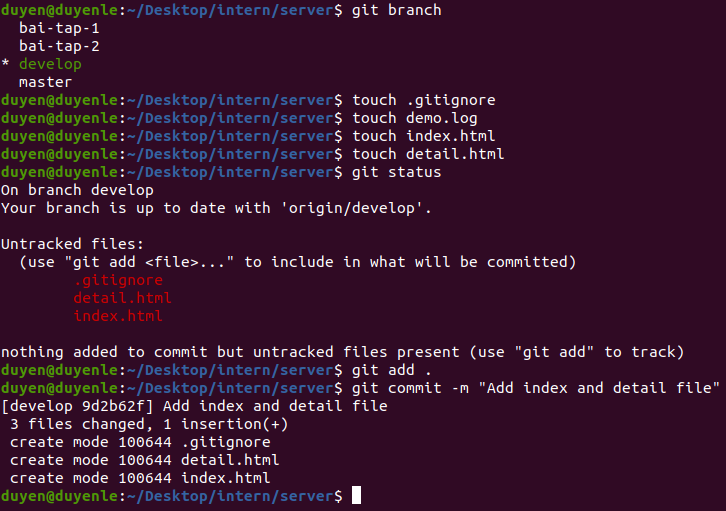 duyen@duyenle:~/Desktop/intern/server$ git branch
  bai-tap-1
  bai-tap-2
* develop
  master
duyen@duyenle:~/Desktop/intern/server$ touch .gitignore
duyen@duyenle:~/Desktop/intern/server$ touch demo.log
duyen@duyenle:~/Desktop/intern/server$ touch index.html
duyen@duyenle:~/Desktop/intern/server$ touch detail.html
duyen@duyenle:~/Desktop/intern/server$ git status
On branch develop
Your branch is up to date with 'origin/develop'.

Untracked files:
  (use "git add <file>..." to include in what will be committed)
        .gitignore
        detail.html
        index.html

nothing added to commit but untracked files present (use "git add" to track)
duyen@duyenle:~/Desktop/intern/server$ git add .
duyen@duyenle:~/Desktop/intern/server$ git commit -m "Add index and detail file"
[develop 9d2b62f] Add index and detail file
 3 files changed, 1 insertion(+)
 create mode 100644 .gitignore
 create mode 100644 detail.html
 create mode 100644 index.html
duyen@duyenle:~/Desktop/intern/server$